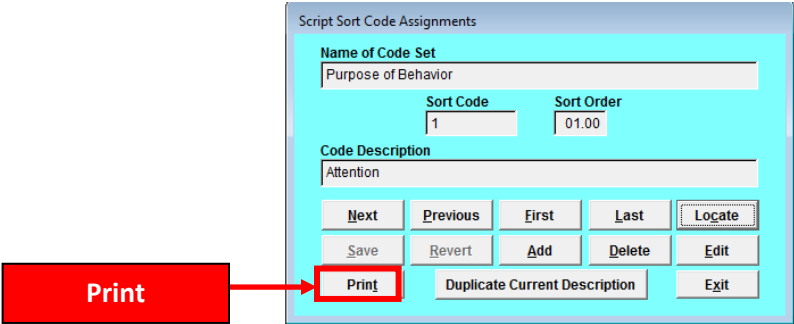 Script Sort Code Assignments
Name of Code Set
Purpose of Behavior
Sort Code Sort Order
1 01.00
Code Description
Attention
Next Previous First Last Locate
Save Revert Add Delete Edit
Print Print Duplicate Current Description Exit